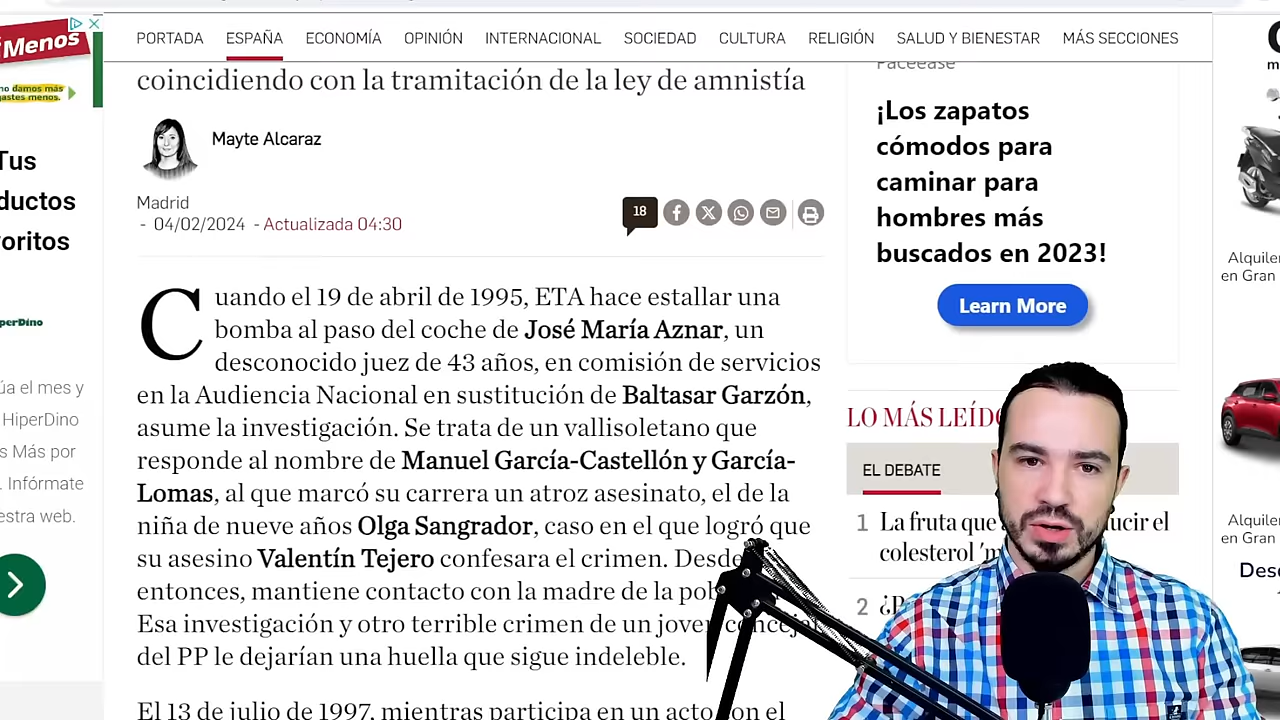 PORTADA ESPAÑA ECONOMÍA OPINIÓN INTERNACIONAL SOCIEDAD CULTURA RELIGIÓN SALUD Y BIENESTAR MÁS SECCIONES
coincidiendo con la tramitación de la ley de amnistía
Mayte Alcaraz
Madrid
- 04/02/2024 - Actualizada 04:30
18
Cuando el 19 de abril de 1995, ETA hace estallar una
bomba al paso del coche de José María Aznar, un
desconocido juez de 43 años, en comisión de servicios
en la Audiencia Nacional en sustitución de Baltasar Garzón,
asume la investigación. Se trata de un vallisoletano que
responde al nombre de Manuel García-Castellón y García-
Lomas, al que marcó su carrera un atroz asesinato, el de la
niña de nueve años Olga Sangrador, caso en el que logró que
su asesino Valentín Tejero confesara el crimen. Desde
entonces, mantiene contacto con la madre de la
Esa investigación y otro terrible crimen de un joven concejal
del PP le dejarían una huella que sigue indeleble.
El 13 de julio de 1997, mientras participa en un acto con el
Menos
damos más
gastes menos.
Tus
ductos
oritos
perDino
úa el mes y
HiperDino
s Más por
. Infórmate
estra web.
Paceease
¡Los zapatos
cómodos para
caminar para
hombres más
buscados en 2023!
Learn More
LO MÁS LEÍDO
EL DEBATE
1 La fruta que ucir el
colesterol
2
Alquile
en Gran
Alquile
en Gran
Des